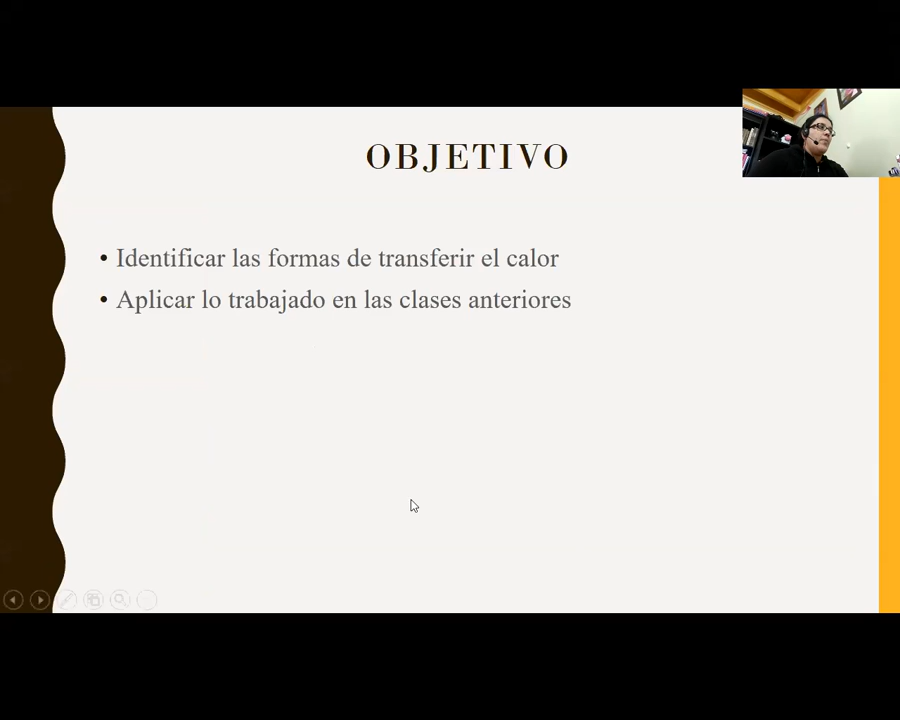 OBJETIVO
• Identificar las formas de transferir el calor
• Aplicar lo trabajado en las clases anteriores